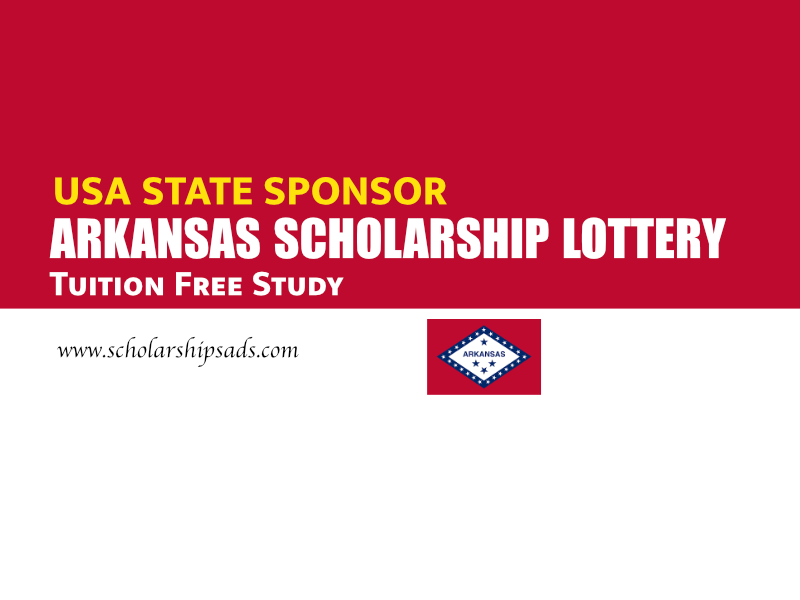 USA STATE SPONSOR
ARKANSAS SCHOLARSHIP LOTTERY
Tuition Free Study
www.scholarshipsads.com
ARKANSAS